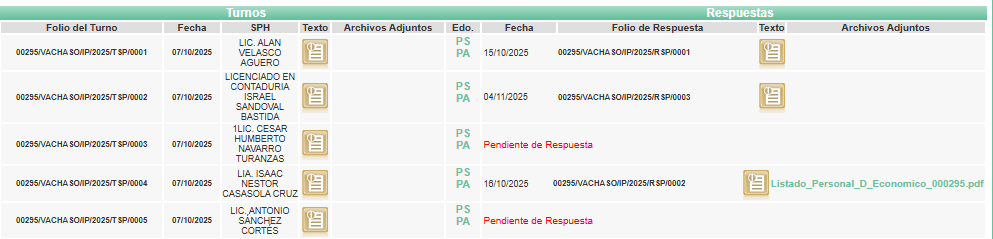 Turnos Respuestas
Folio del Turno Fecha SPH Texto Archivos Adjuntos Edo. Fecha Folio de Respuesta Texto Archivos Adjuntos
00295/VACHASO/IP/2025/TSP/0001 07/10/2025 LIC. ALAN
VELASCO
AGUERO PS
PA 15/10/2025 00295/VACHASO/IP/2025/RSP/0001
00295/VACHASO/IP/2025/TSP/0002 07/10/2025 LICENCIADO EN
CONTADURIA
ISRAEL
SANDOVAL
BASTIDA PS
PA 04/11/2025 00295/VACHASO/IP/2025/RSP/0003
00295/VACHASO/IP/2025/TSP/0003 07/10/2025 1LIC. CESAR
HUMBERTO
NAVARRO
TURANZAS PS
PA Pendiente de Respuesta
00295/VACHASO/IP/2025/TSP/0004 07/10/2025 LIA. ISAAC
NESTOR
CASASOLA CRUZ PS
PA 16/10/2025 00295/VACHASO/IP/2025/RSP/0002 Listado_Personal_D_Economico_000295.pdf
00295/VACHASO/IP/2025/TSP/0005 07/10/2025 LIC.,ANTONIO
SÁNCHEZ
CORTÉS PS
PA Pendiente de Respuesta